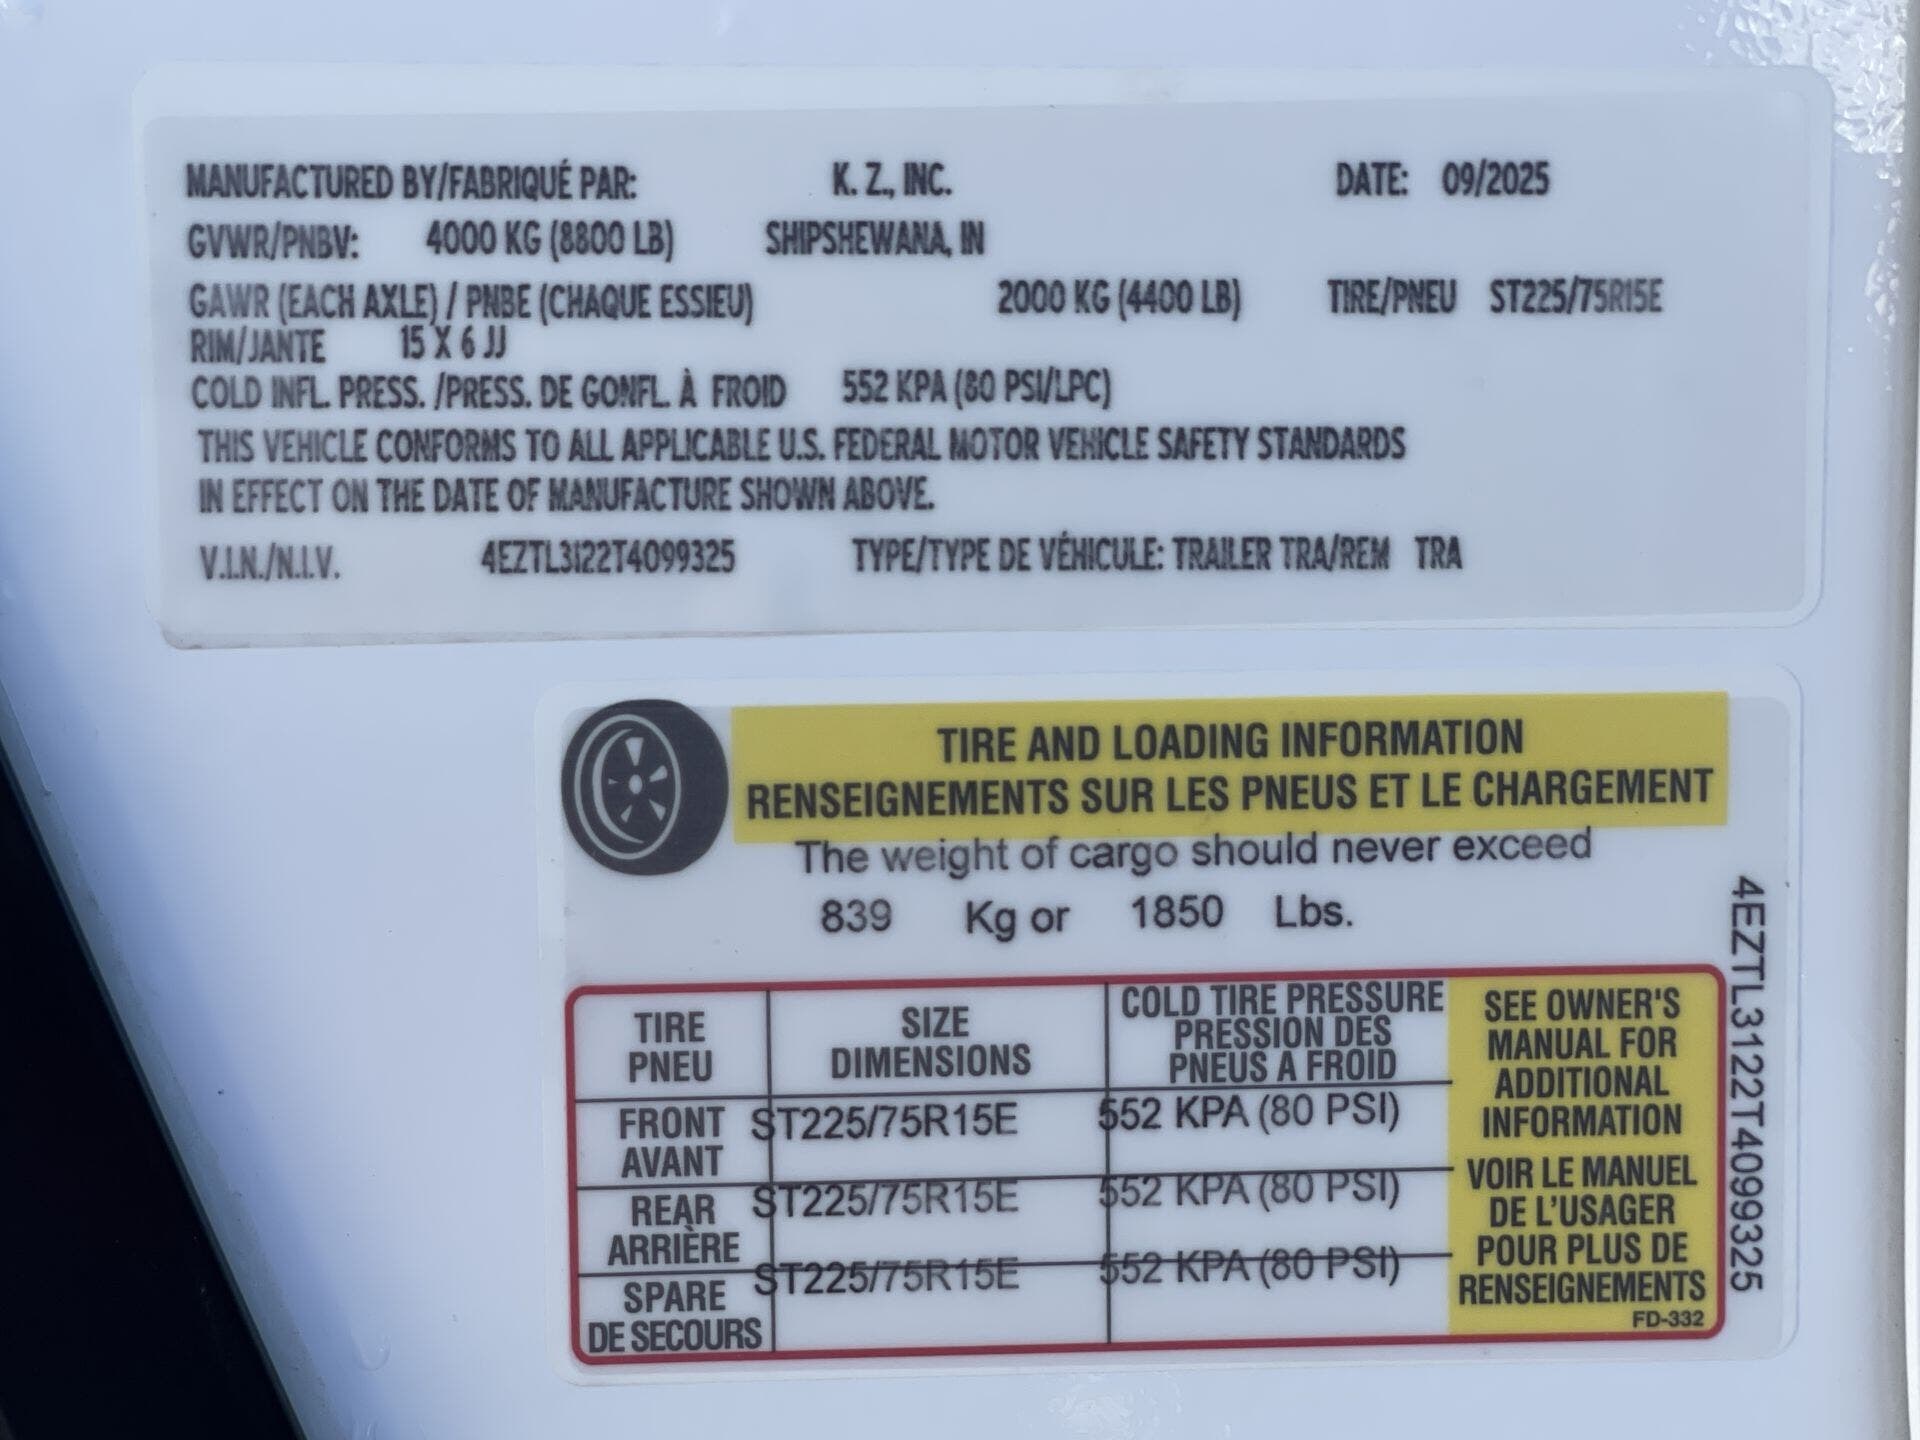 MANUFACTURED BY/FABRIQUÉ PAR: K. Z., INC. DATE: 09/2025
GVWR/PNBV: 4000 KG (8800 LB) SHIPSHEWANA, IN
GAWR (EACH AXLE) / PNBE (CHAQUE ESSIEU) 2000 KG (4400 LB) TIRE/PNEU ST225/75R15E
RIM/JANTE 15 X 6 JJ
COLD INFL. PRESS. /PRESS. DE GONFL. À FROID 552 KPA (80 PSI/LPC)
THIS VEHICLE CONFORMS TO ALL APPLICABLE U.S. FEDERAL MOTOR VEHICLE SAFETY STANDARDS
IN EFFECT ON THE DATE OF MANUFACTURE SHOWN ABOVE.
V.I.N./N.I.V. 4EZTL3122T4099325 TYPE/TYPE DE VÉHICULE: TRAILER TRA/REM TRA
TIRE AND LOADING INFORMATION
RENSEIGNEMENTS SUR LES PNEUS ET LE CHARGEMENT
The weight of cargo should never exceed
839 Kg or 1850 Lbs.
TIRE
PNEU
SIZE
DIMENSIONS
COLD TIRE PRESSURE
PRESSION DES
PNEUS A FROID
FRONT
AVANT
ST225/75R15E
552 KPA (80 PSI)
REAR
ARRIÈRE
ST225/75R15E
552 KPA (80 PSI)
SPARE
DE SECOURS
ST225/75R15E
552 KPA (80 PSI)
SEE OWNER'S
MANUAL FOR
ADDITIONAL
INFORMATION
VOIR LE MANUEL
DE L'USAGER
POUR PLUS DE
RENSEIGNEMENTS
FD-332
4EZTL3122T4099325